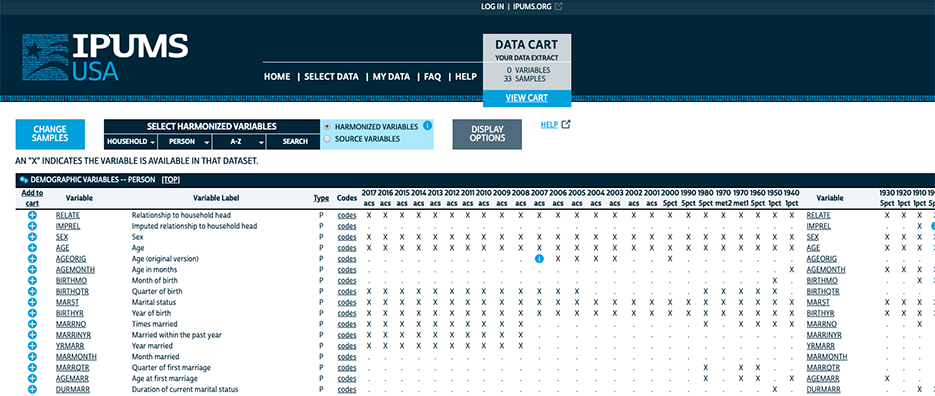 LOG IN | IPUMS.ORG
IPUMS
USA
DATA CART
YOUR DATA EXTRACT
0 VARIABLES
33 SAMPLES
VIEW CART
HOME | SELECT DATA | MY DATA | FAQ | HELP
CHANGE SAMPLES
SELECT HARMONIZED VARIABLES
HOUSEHOLD PERSON A-Z SEARCH
HARMONIZED VARIABLES i
SOURCE VARIABLES
DISPLAY OPTIONS
HELP
AN "X" INDICATES THE VARIABLE IS AVAILABLE IN THAT DATASET.
DEMOGRAPHIC VARIABLES -- PERSON [TOP]
Add to cart Variable Variable Label Type Codes 2017 acs 2016 acs 2015 acs 2014 acs 2013 acs 2012 acs 2011 acs 2010 acs 2009 acs 2008 acs 2007 acs 2006 acs 2005 acs 2004 acs 2003 acs 2002 acs 2001 acs 2000 5pct 1990 5pct 1980 5pct 1970 met2 1970 met1 1960 5pct 1950 1pct 1940 1pct Variable 1930 5pct 1920 1pct 1910 1pct
RELATE Relationship to household head P codes X X X X X X X X X X X X X X X X X X X X X X X X X RELATE X X X
IMPREL Imputed relationship to household head P codes . . . . . . . . . . . . . . . . . . . . . . . . . IMPREL . . X
SEX Sex P codes X X X X X X X X X X X X X X X X X X X X X X X X X SEX X X X
AGE Age P codes X X X X X X X X X X X X X X X X X X X X X X X X X AGE X X X
AGEORIG Age (original version) P codes . . . . . . . . . . i X X X X . . X . . . . . . . AGEORIG . . .
AGEMONTH Age in months P codes . . . . . . . . . . . . . . . . . . . . . . . . X AGEMONTH X X X
BIRTHMO Month of birth P codes . . . . . . . . . . . . . . . . . . . . . . . X . BIRTHMO . . X
BIRTHQTR Quarter of birth P codes X X X X X X X X X X X X X . . . . . . X X X X . X BIRTHQTR . . .
MARST Marital status P codes X X X X X X X X X X X X X X X X X X X X X X X X X MARST X X X
BIRTHYR Year of birth P codes X X X X X X X X X X X X X X X X X X X X X X X X X BIRTHYR X X X
MARRNO Times married P codes X X X X X X X X X X . . . . . . . . . X . X X X X MARRNO . . X
MARRINYR Married within the past year P codes X X X X X X X X X X . . . . . . . . . . . . . . . MARRINYR . . .
YRMARR Year married P codes X X X X X X X X X X . . . . . . . . . . . . . . . YRMARR . . .
MARMONTH Month married P codes . . . . . . . . . . . . . . . . . . . . . . . . . MARMONTH . . .
MARRQTR Quarter of first marriage P codes . . . . . . . . . . . . . . . . . . . X . X X . . MARRQTR . . .
AGEMARR Age at first marriage P codes . . . . . . . . . . . . . . . . . . . X . X X . X AGEMARR X . .
DURMARR Duration of current marital status P codes . . . . . . . . . . . . . . . . . . . . . . . X . DURMARR . . X